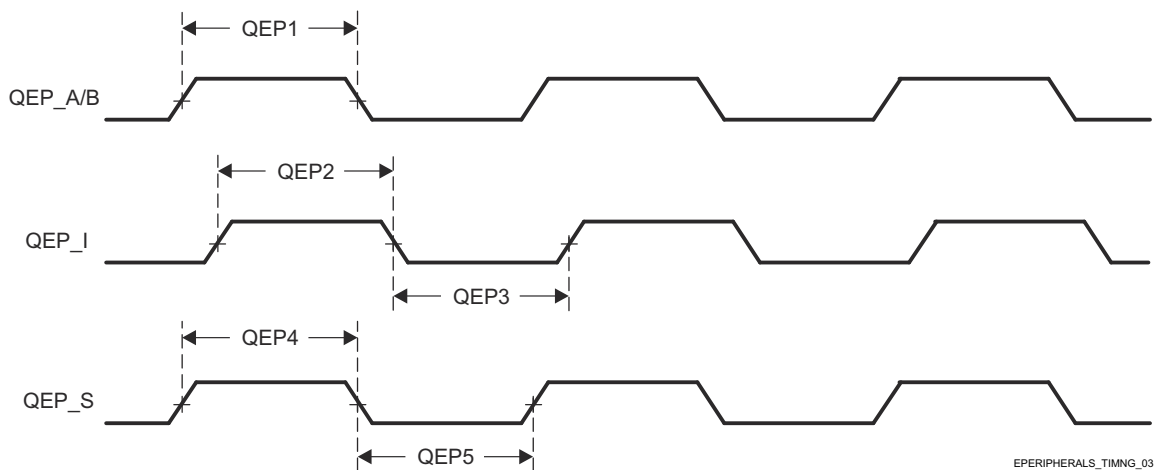 QEP1
QEP_A/B
QEP2
QEP_I
QEP3
QEP4
QEP_S
QEP5
EPERIPHERALS_TIMNG_03